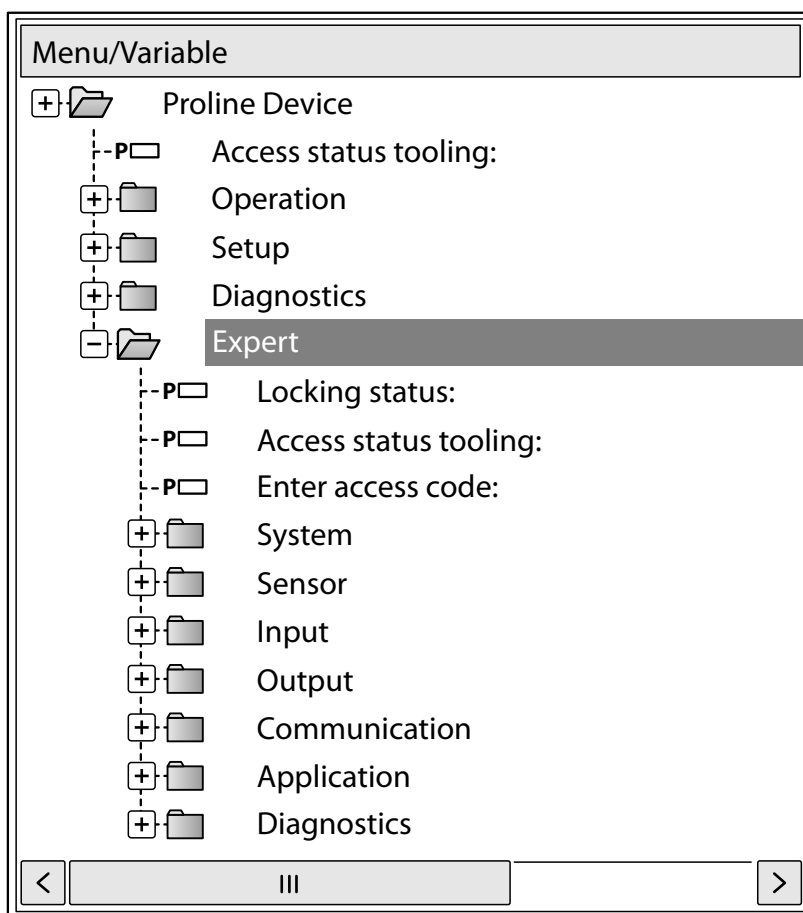 Menu/Variable
Proline Device
P Access status tooling:
Operation
Setup
Diagnostics
Expert
P Locking status:
P Access status tooling:
P Enter access code:
System
Sensor
Input
Output
Communication
Application
Diagnostics